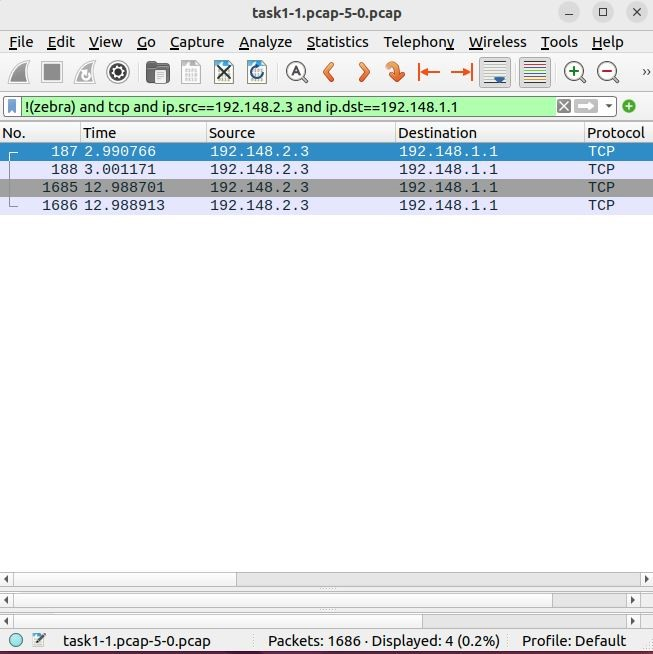 task1-1.pcap-5-0.pcap
File Edit View Go Capture Analyze Statistics Telephony Wireless Tools Help
!(zebra) and tcp and ip.src==192.148.2.3 and ip.dst==192.148.1.1
No. Time Source Destination Protocol
187 2.990766 192.148.2.3 192.148.1.1 TCP
188 3.001171 192.148.2.3 192.148.1.1 TCP
1685 12.988701 192.148.2.3 192.148.1.1 TCP
1686 12.988913 192.148.2.3 192.148.1.1 TCP
task1-1.pcap-5-0.pcap Packets: 1686 · Displayed: 4 (0.2%) Profile: Default